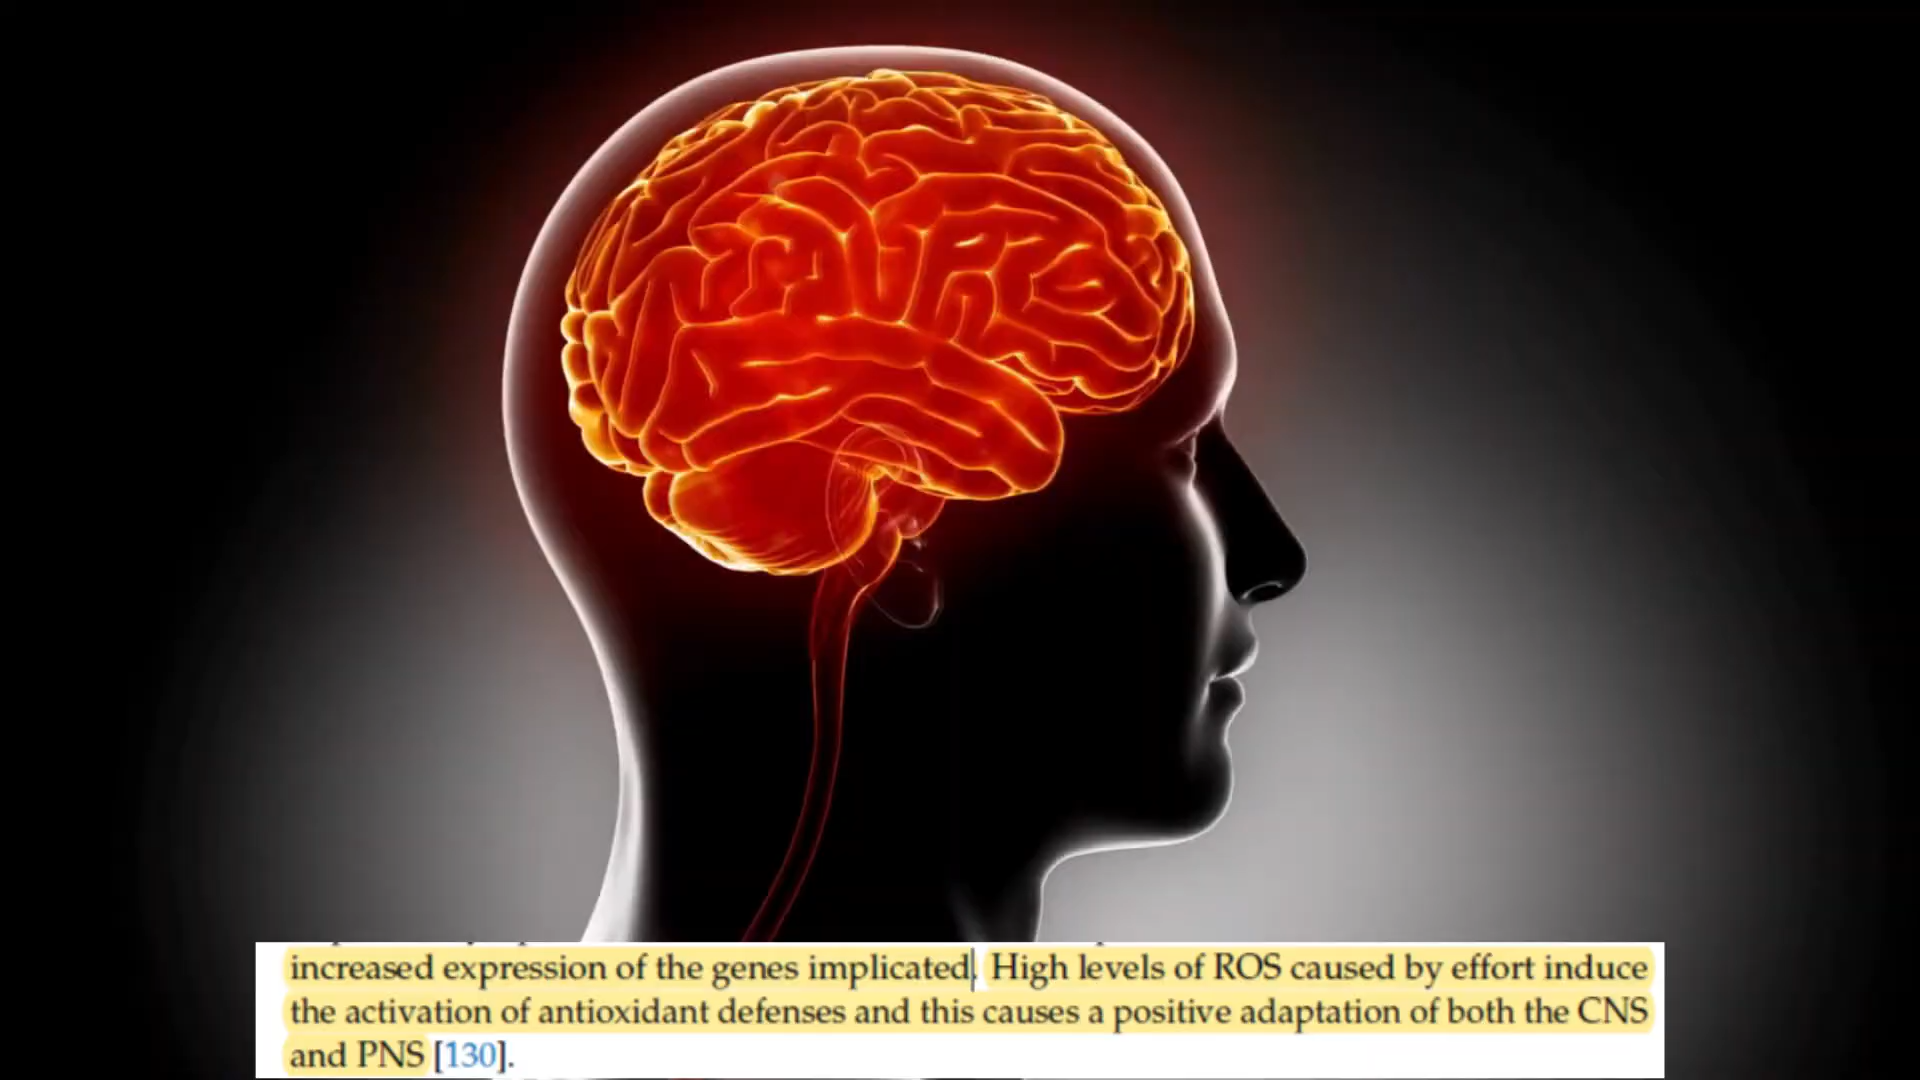 increased expression of the genes implicated. High levels of ROS caused by effort induce
the activation of antioxidant defenses and this causes a positive adaptation of both the CNS
and PNS [130].